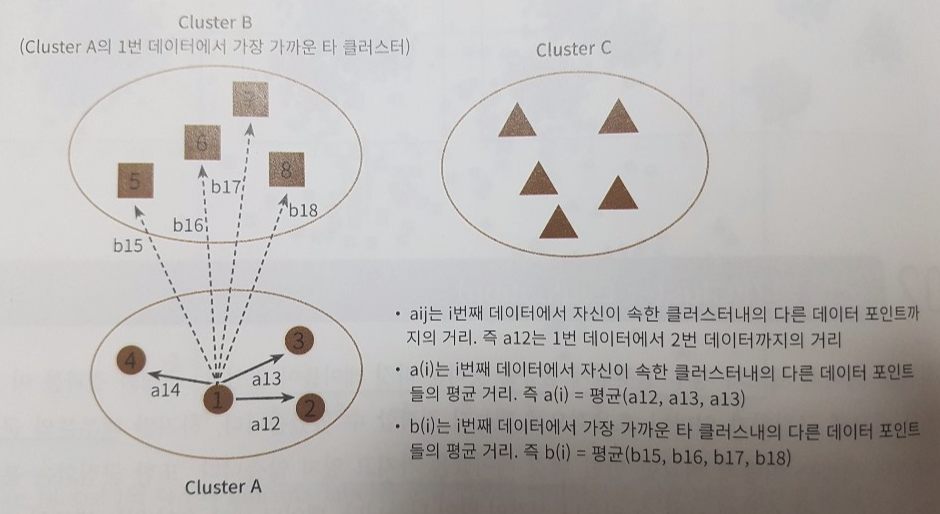 Cluster B
(Cluster A의 1번 데이터에서 가장 가까운 타 클러스터)
Cluster C
7
6
8
5
b17
b18
b16
b15
3
4
a13
a14
1
2
a12
Cluster A
• aij는 i번째 데이터에서 자신이 속한 클러스터내의 다른 데이터 포인트까
지의 거리. 즉 a12는 1번 데이터에서 2번 데이터까지의 거리
• a(i)는 i번째 데이터에서 자신이 속한 클러스터내의 다른 데이터 포인트
들의 평균 거리. 즉 a(i) = 평균(a12, a13, a13)
• b(i)는 i번째 데이터에서 가장 가까운 타 클러스내의 다른 데이터 포인트
들의 평균 거리. 즉 b(i) = 평균(b15, b16, b17, b18)